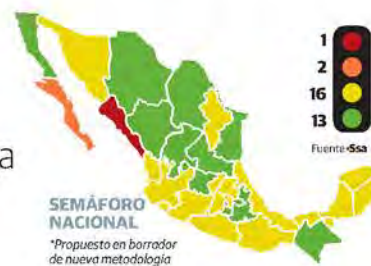 1
2
16
13
Fuente•Ssa
a
SEMÁFORO
NACIONAL
*Propuesto en borrador
de nueva metodología